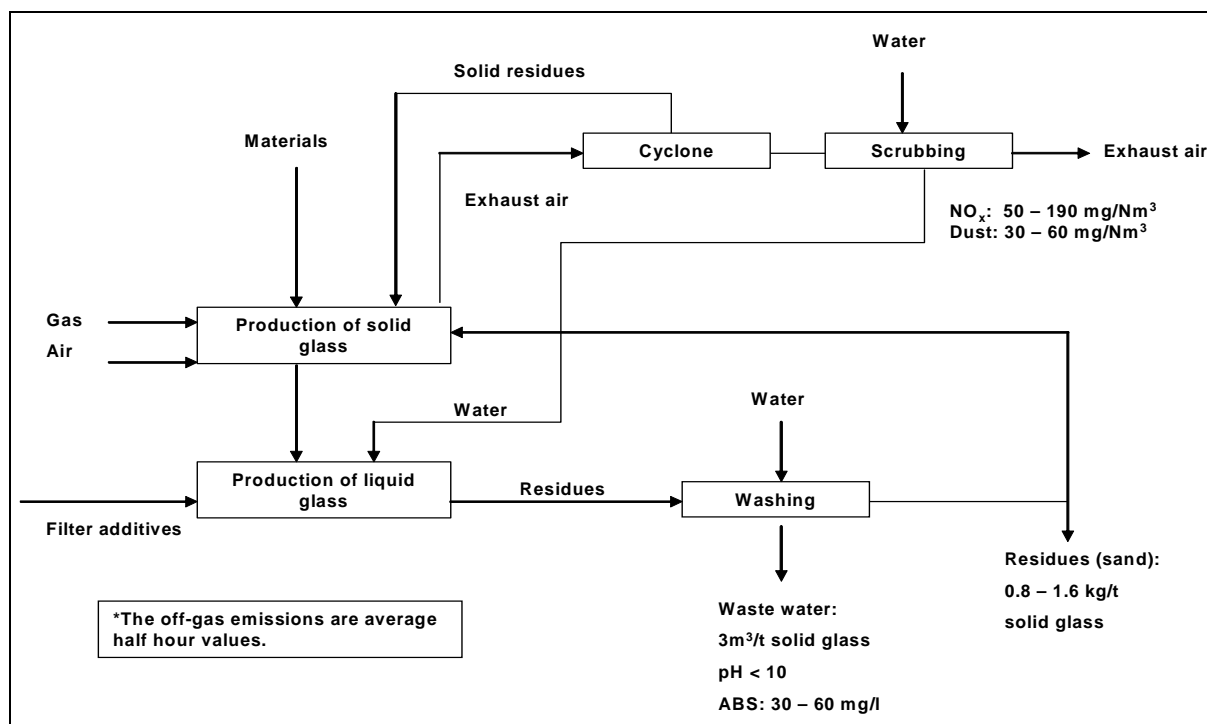 Water
Solid residues
Materials
Cyclone
Scrubbing
Exhaust air
Exhaust air
NOx: 50 – 190 mg/Nm³
Dust: 30 – 60 mg/Nm³
Gas
Air
Production of solid
glass
Water
Water
Production of liquid
glass
Residues
Washing
Filter additives
Residues (sand):
0.8 – 1.6 kg/t
solid glass
*The off-gas emissions are average
half hour values.
Waste water:
3m³/t solid glass
pH < 10
ABS: 30 – 60 mg/l